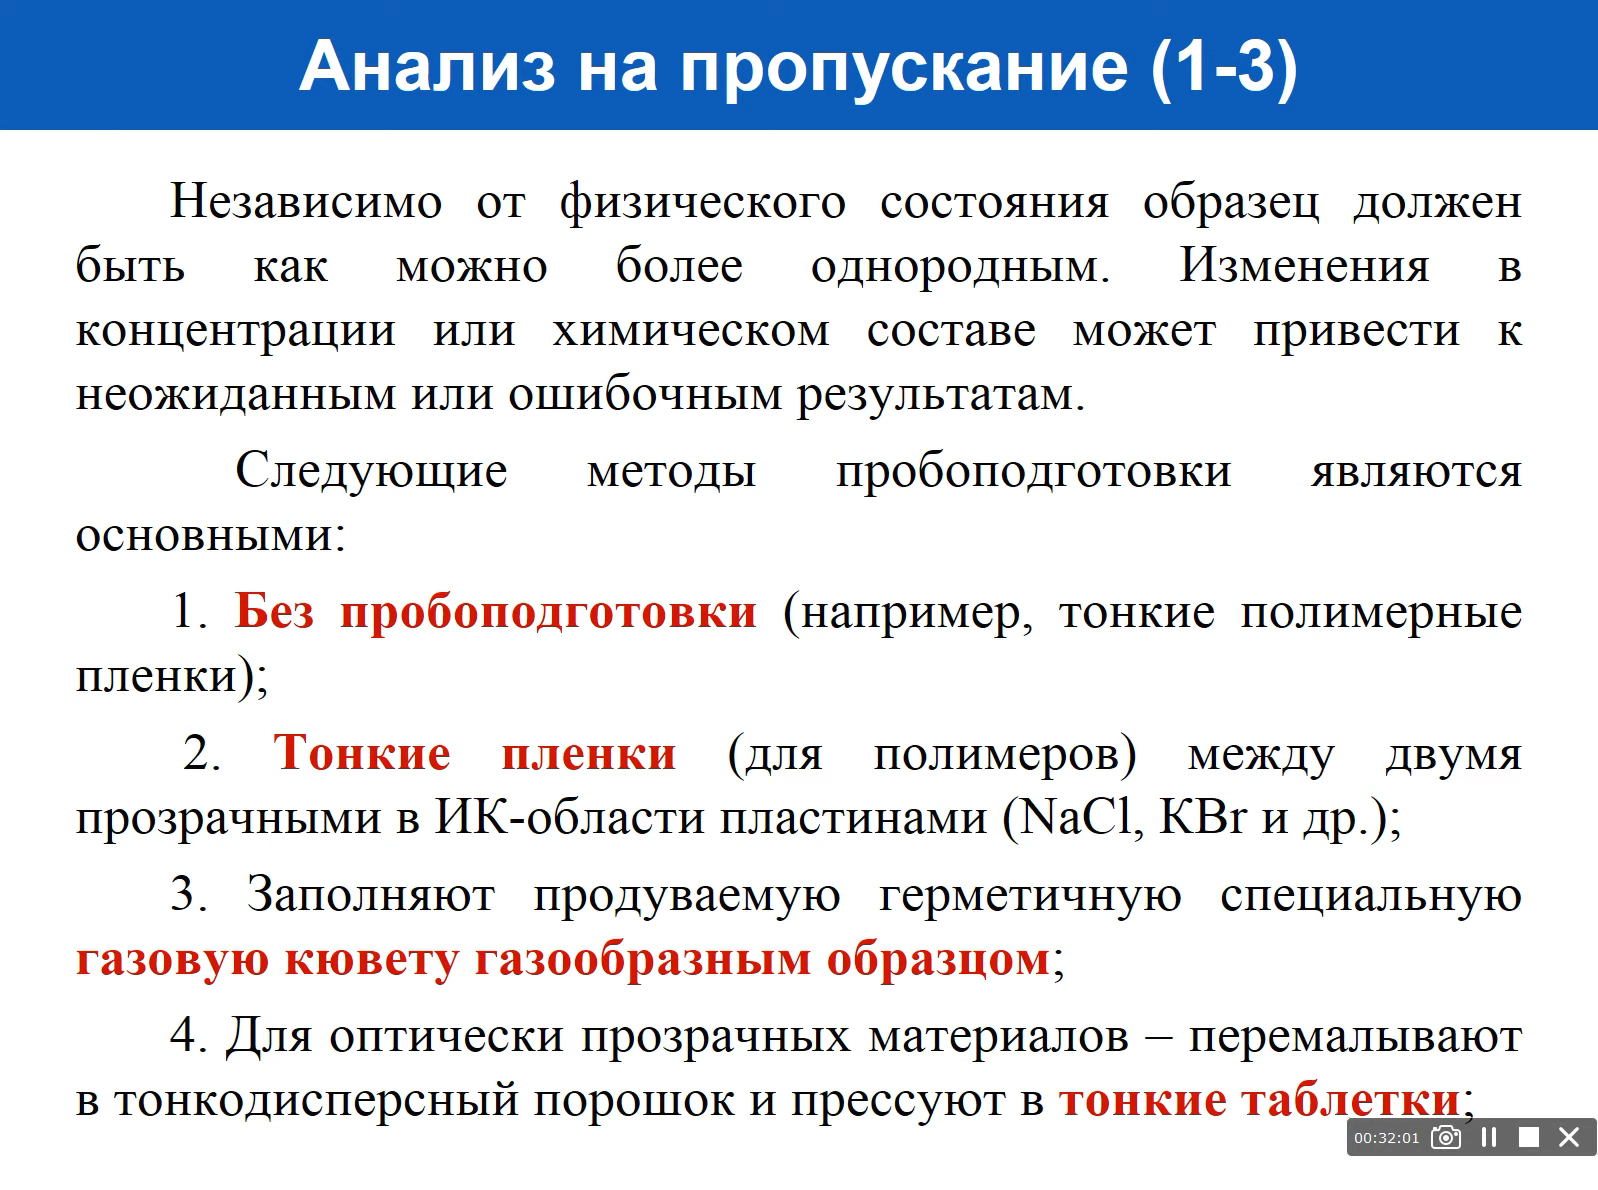 Анализ на пропускание (1-3)
Независимо от физического состояния образец должен
быть как можно более однородным. Изменения в
концентрации или химическом составе может привести к
неожиданным или ошибочным результатам.
Следующие методы пробоподготовки являются
основными:
1. Без пробоподготовки (например, тонкие полимерные
пленки);
2. Тонкие пленки (для полимеров) между двумя
прозрачными в ИК-области пластинами (NaCl, KBr и др.);
3. Заполняют продуваемую герметичную специальную
газовую кювету газообразным образцом;
4. Для оптически прозрачных материалов – перемалывают
в тонкодисперсный порошок и прессуют в тонкие таблетки;
00:32:01